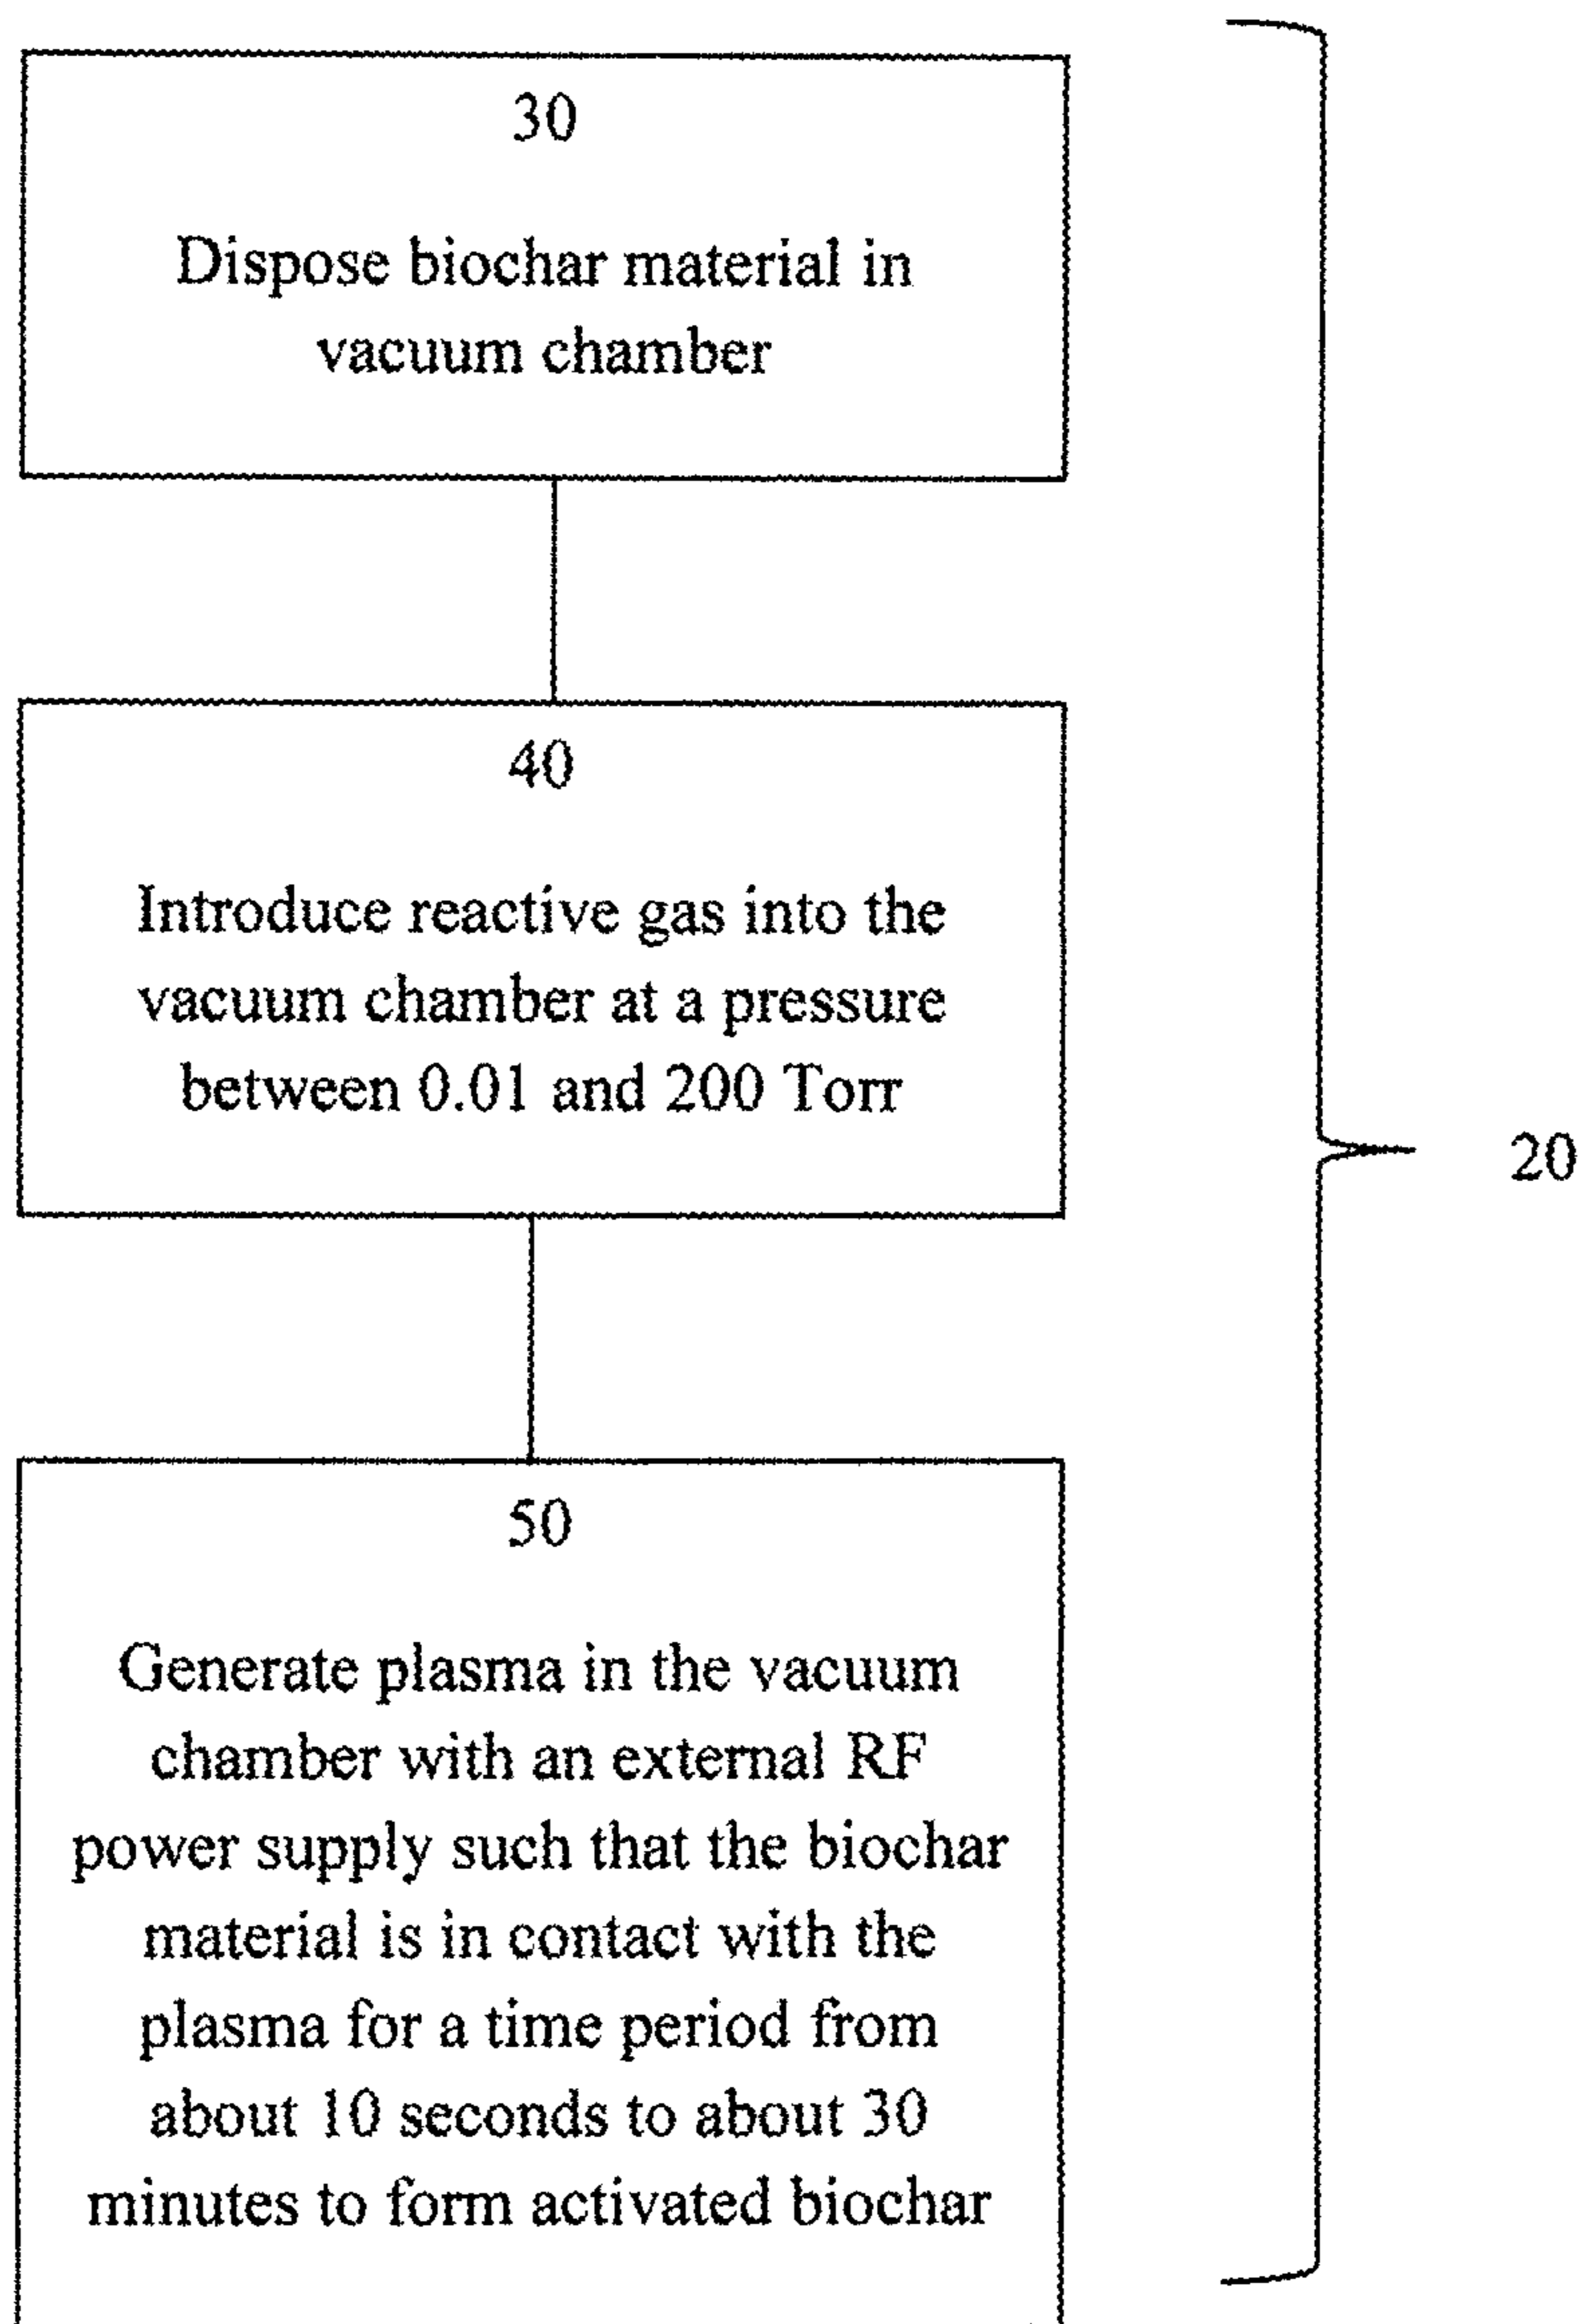 30
Dispose biochar material in
vacuum chamber
40
Introduce reactive gas into the
vacuum chamber at a pressure
between 0.01 and 200 Torr
20
50
Generate plasma in the vacuum
chamber with an external RF
power supply such that the biochar
material is in contact with the
plasma for a time period from
about 10 seconds to about 30
minutes to form activated biochar